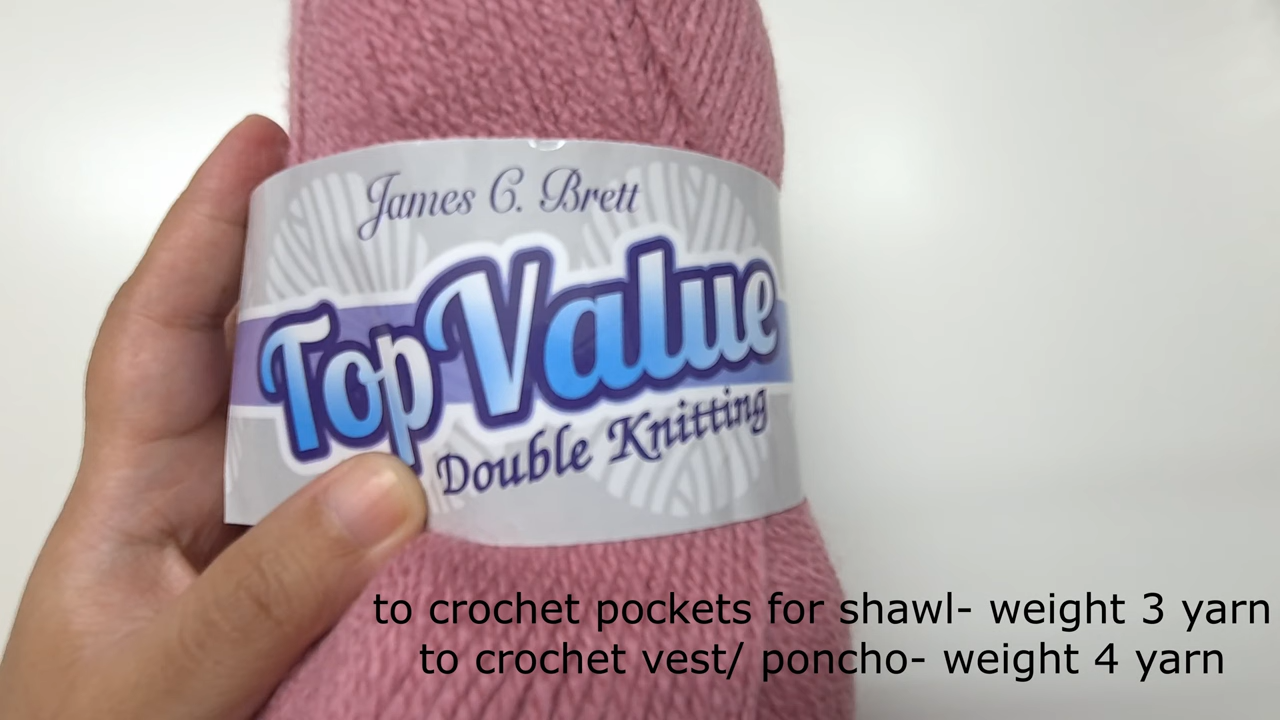 James C. Brett
Top Value
Double Knitting
to crochet pockets for shawl- weight 3 yarn
to crochet vest/ poncho- weight 4 yarn